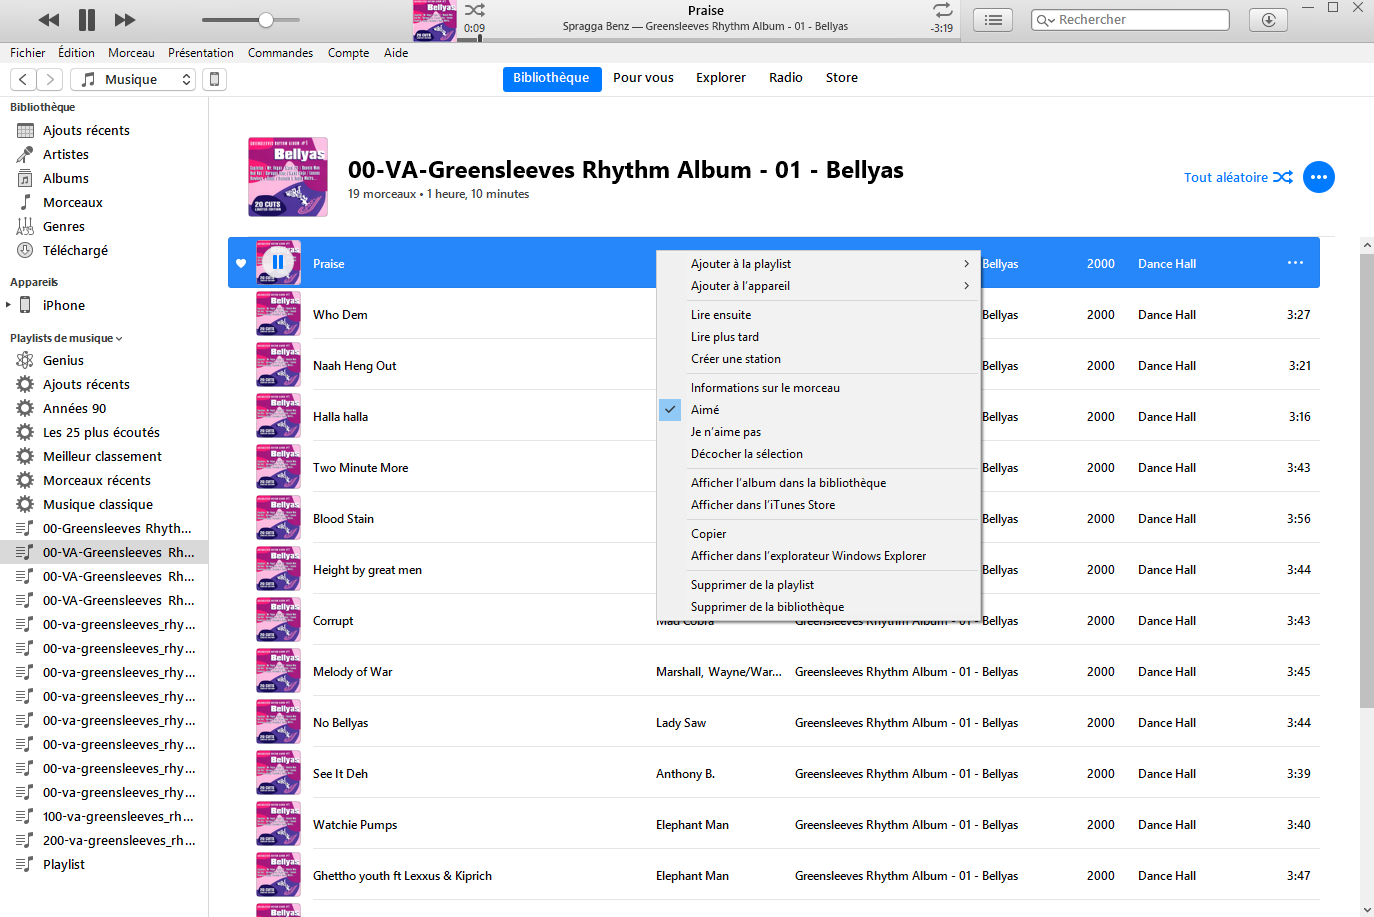 Praise
Spragga Benz — Greensleeves Rhythm Album - 01 - Bellyas
0:09
-3:19
Rechercher
Fichier Édition Morceau Présentation Commandes Compte Aide
Musique
Bibliothèque Pour vous Explorer Radio Store
Bibliothèque
Ajouts récents
Artistes
Albums
Morceaux
Genres
Téléchargé
Appareils
iPhone
Playlists de musique
Genius
Ajouts récents
Années 90
Les 25 plus écoutés
Meilleur classement
Morceaux récents
Musique classique
00-Greensleeves Rhyth...
00-VA-Greensleeves Rh...
00-VA-Greensleeves Rh...
00-VA-Greensleeves Rh...
00-va-greensleeves_rhy...
00-va-greensleeves_rhy...
00-va-greensleeves_rhy...
00-va-greensleeves_rhy...
00-va-greensleeves_rhy...
00-va-greensleeves_rhy...
00-va-greensleeves_rhy...
00-va-greensleeves_rhy...
100-va-greensleeves_rh...
200-va-greensleeves_rh...
Playlist
Bellyas
20 CUTS
00-VA-Greensleeves Rhythm Album - 01 - Bellyas
19 morceaux • 1 heure, 10 minutes
Tout aléatoire
Praise Bellyas 2000 Dance Hall
Who Dem Bellyas 2000 Dance Hall 3:27
Naah Heng Out Bellyas 2000 Dance Hall 3:21
Halla halla Bellyas 2000 Dance Hall 3:16
Two Minute More Bellyas 2000 Dance Hall 3:43
Blood Stain Bellyas 2000 Dance Hall 3:56
Height by great men Bellyas 2000 Dance Hall 3:44
Corrupt Mad Cobra Greensleeves Rhythm Album - 01 - Bellyas 2000 Dance Hall 3:43
Melody of War Marshall, Wayne/War... Greensleeves Rhythm Album - 01 - Bellyas 2000 Dance Hall 3:45
No Bellyas Lady Saw Greensleeves Rhythm Album - 01 - Bellyas 2000 Dance Hall 3:44
See It Deh Anthony B. Greensleeves Rhythm Album - 01 - Bellyas 2000 Dance Hall 3:39
Watchie Pumps Elephant Man Greensleeves Rhythm Album - 01 - Bellyas 2000 Dance Hall 3:40
Ghettho youth ft Lexxus & Kiprich Elephant Man Greensleeves Rhythm Album - 01 - Bellyas 2000 Dance Hall 3:47
Ajouter à la playlist
Ajouter à l'appareil
Lire ensuite
Lire plus tard
Créer une station
Informations sur le morceau
Aimé
Je n'aime pas
Décocher la sélection
Afficher l'album dans la bibliothèque
Afficher dans l'iTunes Store
Copier
Afficher dans l'explorateur Windows Explorer
Supprimer de la playlist
Supprimer de la bibliothèque